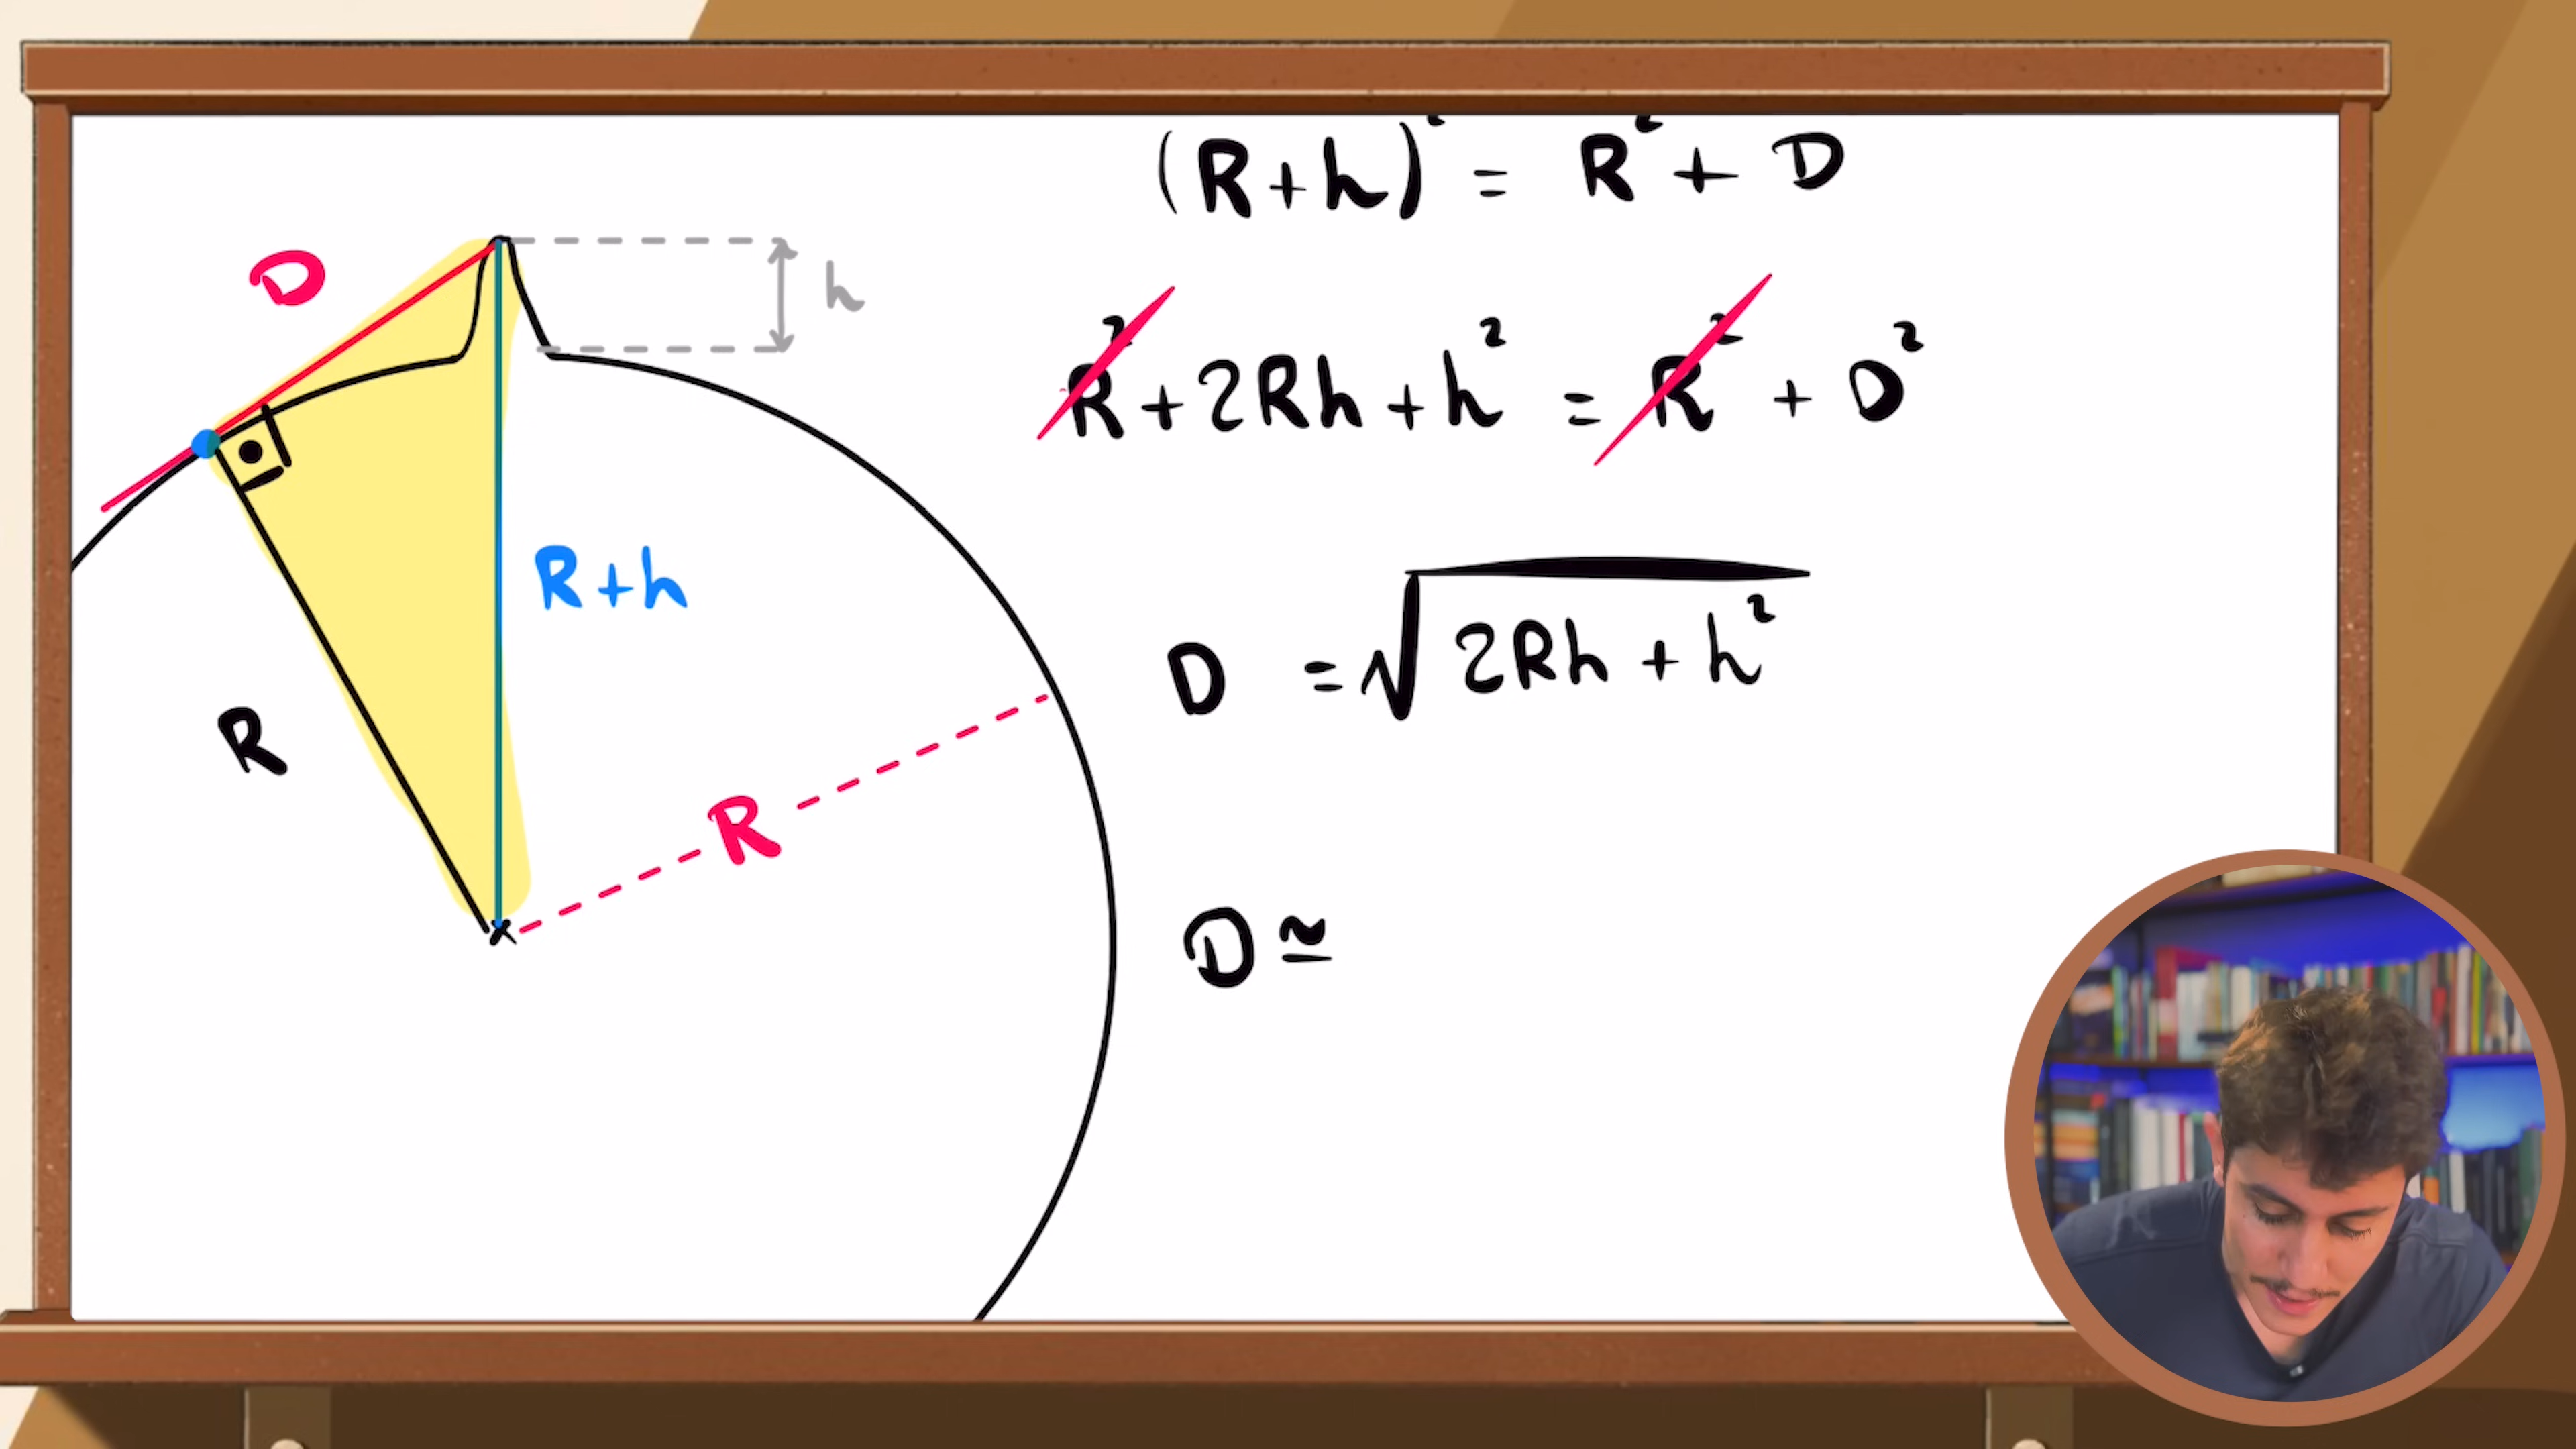 (R+h)² = R² + D
D
h
R² + 2Rh + h² = R² + D²
R+h
D = √2Rh + h²
R
R
D ≅